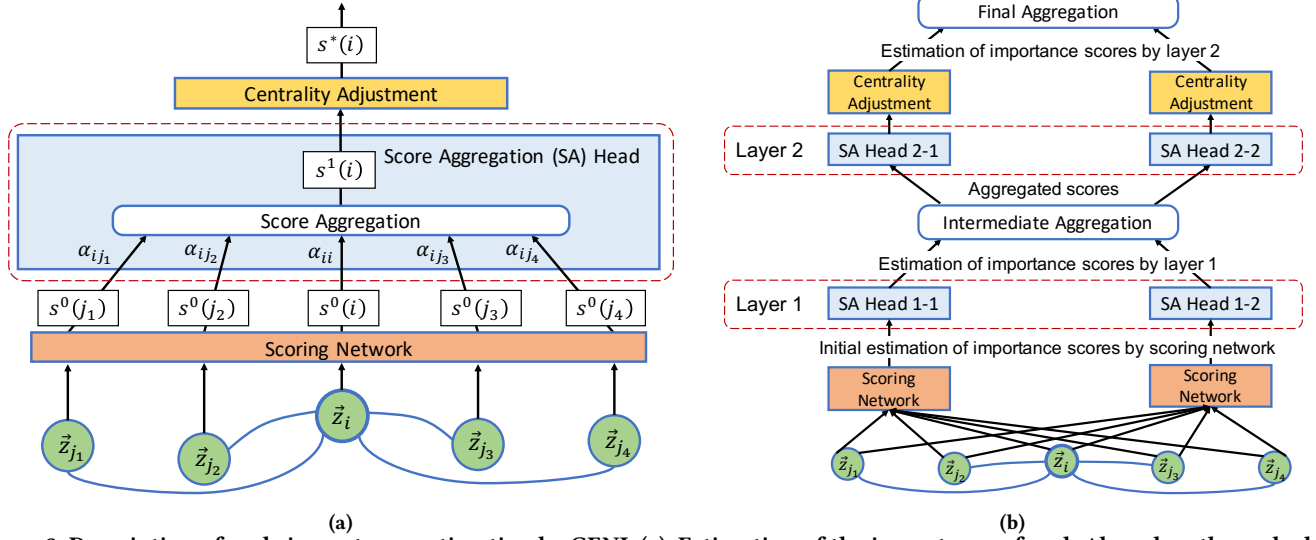 s*(i)
Centrality Adjustment
Score Aggregation (SA) Head
s¹(i)
Score Aggregation
α_{ij₁} α_{ij₂} α_{ii} α_{ij₃} α_{ij₄}
s⁰(j₁) s⁰(j₂) s⁰(i) s⁰(j₃) s⁰(j₄)
Scoring Network
z⃗_{j₁} z⃗_{j₂} z⃗_i z⃗_{j₃} z⃗_{j₄}
(a)
Final Aggregation
Estimation of importance scores by layer 2
Centrality Adjustment Centrality Adjustment
Layer 2 SA Head 2-1 SA Head 2-2
Aggregated scores
Intermediate Aggregation
Estimation of importance scores by layer 1
Layer 1 SA Head 1-1 SA Head 1-2
Initial estimation of importance scores by scoring network
Scoring Network Scoring Network
z⃗_{j₁} z⃗_{j₂} z⃗_i z⃗_{j₃} z⃗_{j₄}
(b)